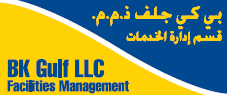 بي كي جلف ذ.م.م.
قسم إدارة الخدمات
BK Gulf LLC
Facilities Management